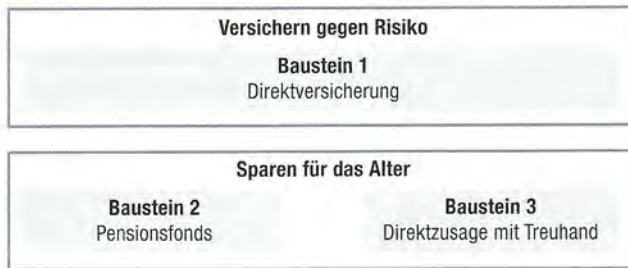 Versichern gegen Risiko
Baustein 1
Direktversicherung
Sparen für das Alter
Baustein 2
Pensionsfonds
Baustein 3
Direktzusage mit Treuhand